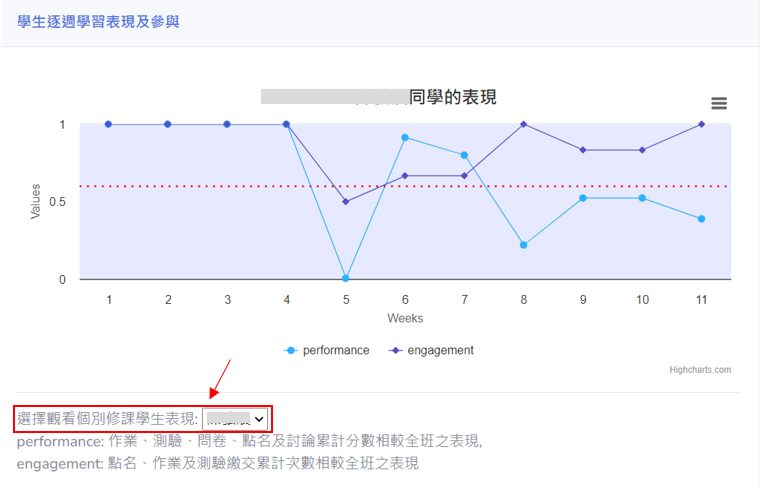 學生逐週學習表現及參與
同學的表現
1
0.5
0
Values
1 2 3 4 5 6 7 8 9 10 11
Weeks
performance engagement
Highcharts.com
選擇觀看個別修課學生表現:
performance: 作業、測驗、問卷、點名及討論累計分數相較全班之表現,
engagement: 點名、作業及測驗繳交累計次數相較全班之表現